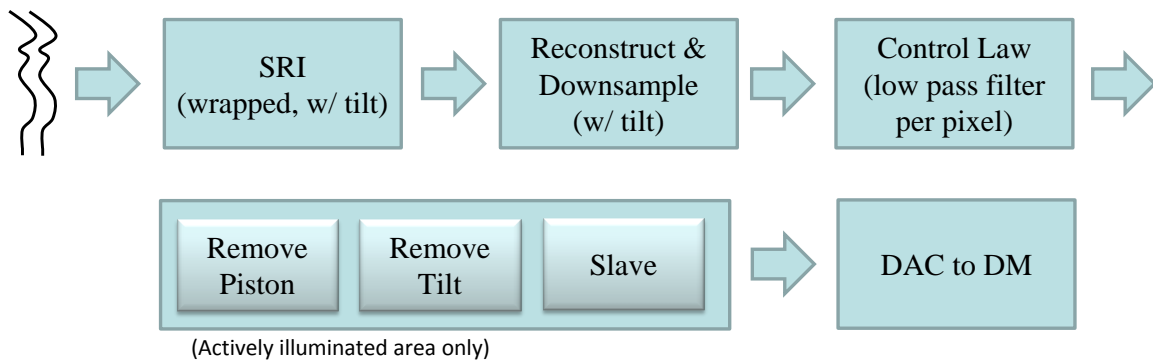 SRI
(wrapped, w/ tilt)
Reconstruct &
Downsample
(w/ tilt)
Control Law
(low pass filter
per pixel)
Remove
Piston
Remove
Tilt
Slave
DAC to DM
(Actively illuminated area only)